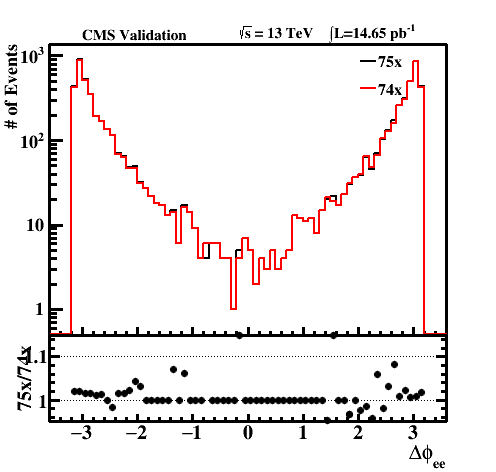 CMS Validation √s = 13 TeV ∫L=14.65 pb⁻¹
# of Events
10³
10²
10
1
75x
74x
75x/74x
1.1
1
−3 −2 −1 0 1 2 3
Δϕee